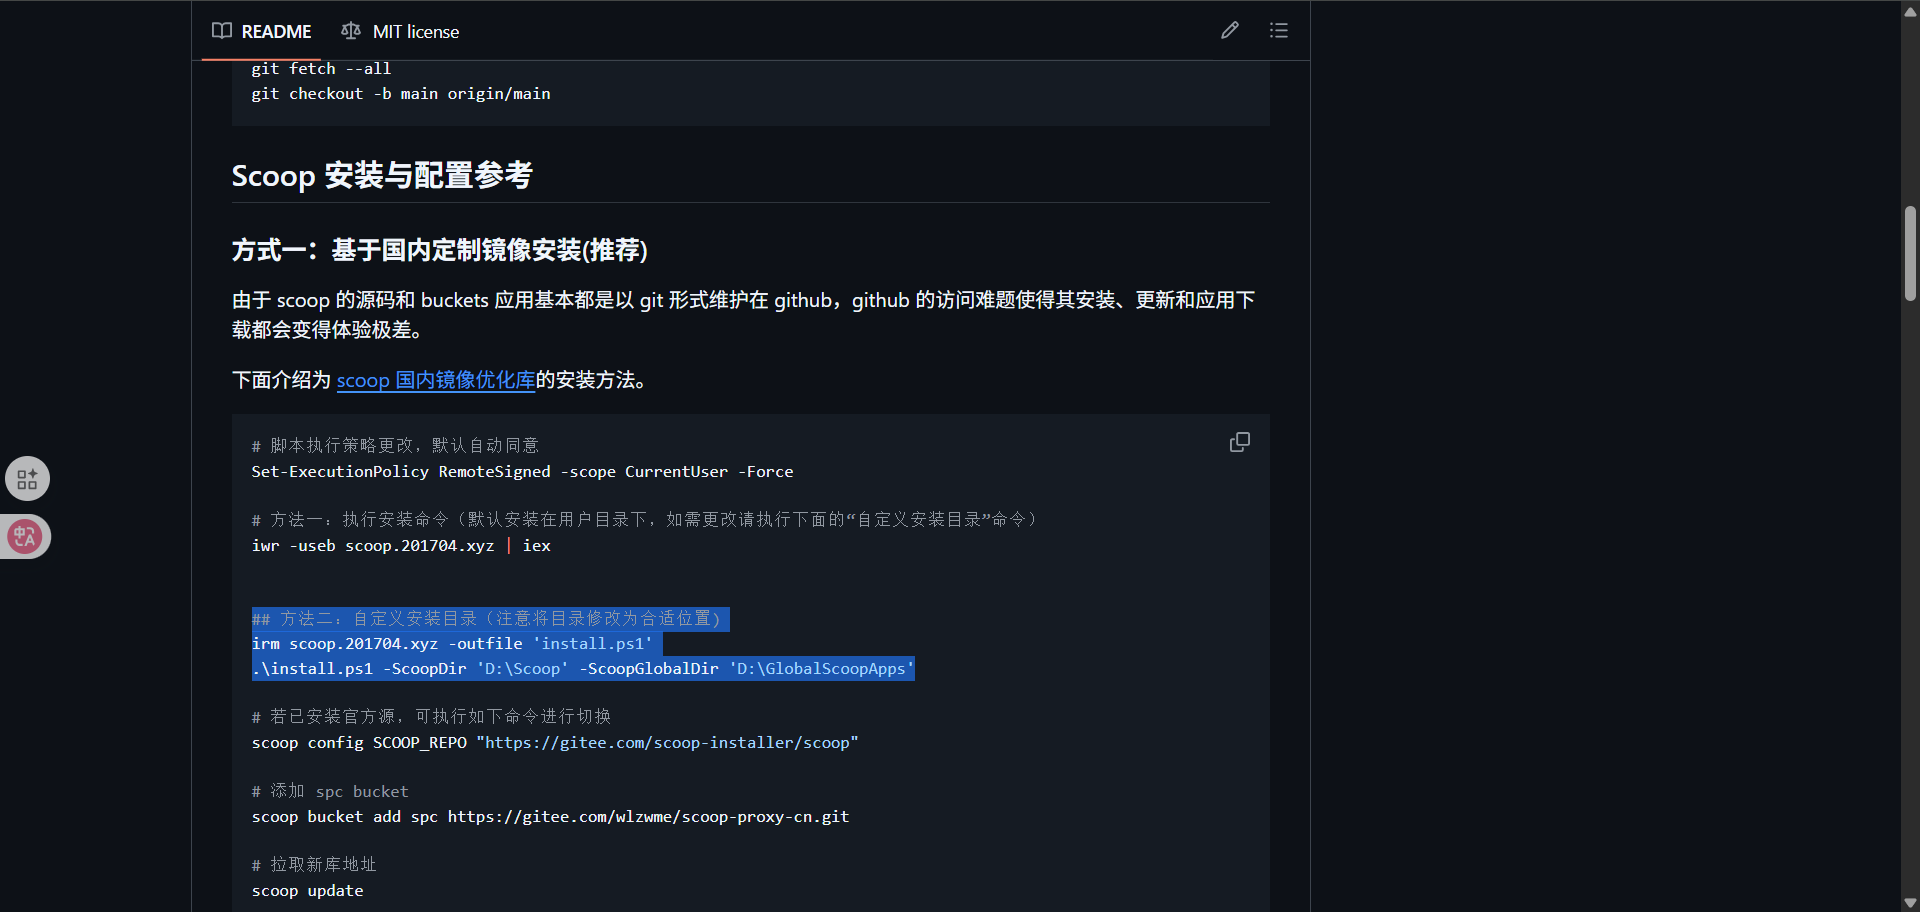 README
MIT license
git fetch --all
git checkout -b main origin/main
Scoop 安装与配置参考
方式一：基于国内定制镜像安装(推荐)
由于 scoop 的源码和 buckets 应用基本都是以 git 形式维护在 github，github 的访问难题使得其安装、更新和应用下
载都会变得体验极差。
下面介绍为 scoop 国内镜像优化库的安装方法。
# 脚本执行策略更改，默认自动同意
Set-ExecutionPolicy RemoteSigned -scope CurrentUser -Force
# 方法一：执行安装命令（默认安装在用户目录下，如需更改请执行下面的“自定义安装目录”命令）
iwr -useb scoop.201704.xyz | iex
## 方法二：自定义安装目录（注意将目录修改为合适位置)
irm scoop.201704.xyz -outfile 'install.ps1'
.\install.ps1 -ScoopDir 'D:\Scoop' -ScoopGlobalDir 'D:\GlobalScoopApps'
# 若已安装官方源，可执行如下命令进行切换
scoop config SCOOP_REPO "https://gitee.com/scoop-installer/scoop"
# 添加 spc bucket
scoop bucket add spc https://gitee.com/wlzwme/scoop-proxy-cn.git
# 拉取新库地址
scoop update
中A